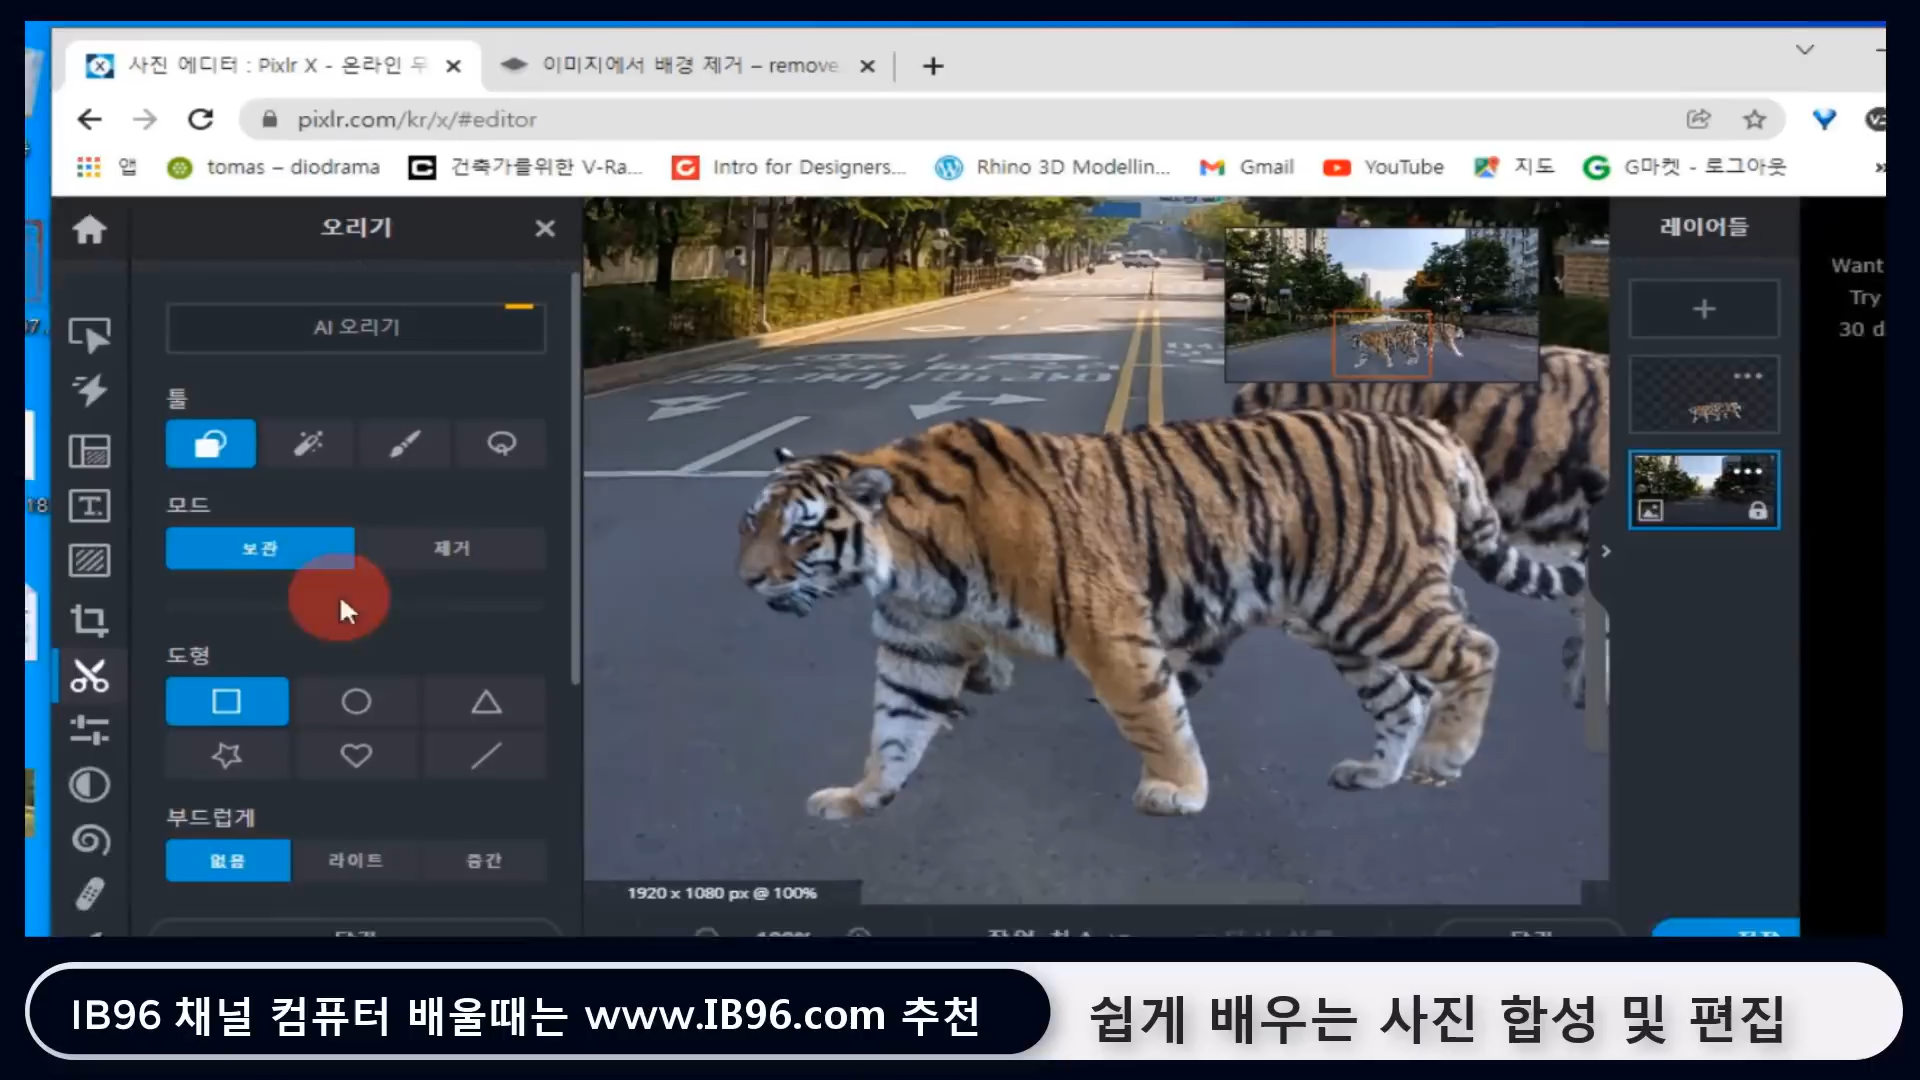 사진 에디터 : Pixlr X - 온라인 무
이미지에서 배경 제거 – remove
pixlr.com/kr/x/#editor
앱
tomas – diodrama
건축가를위한 V-Ra...
Intro for Designers...
Rhino 3D Modellin...
Gmail
YouTube
지도
G마켓 - 로그아웃
오리기
AI 오리기
툴
모드
보관
제거
도형
부드럽게
없음
라이트
중간
1920 x 1080 px @ 100%
레이어들
Want
Try
30 d
18
IB96 채널 컴퓨터 배울때는 www.IB96.com 추천
쉽게 배우는 사진 합성 및 편집